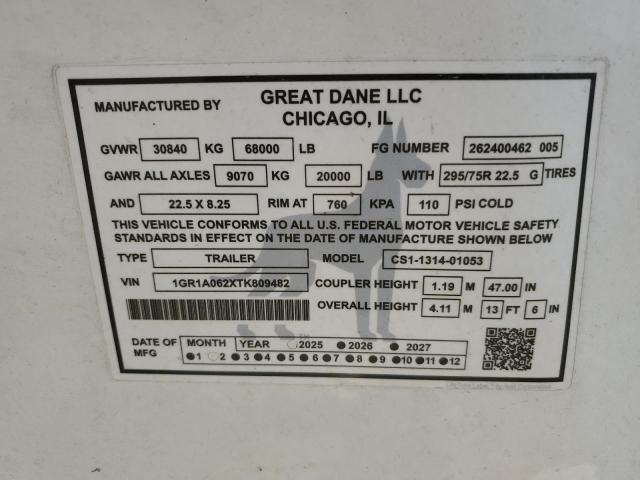 MANUFACTURED BY GREAT DANE LLC
CHICAGO, IL
GVWR 30840 KG 68000 LB FG NUMBER 262400462 005
GAWR ALL AXLES 9070 KG 20000 LB WITH 295/75R 22.5 G TIRES
AND 22.5 X 8.25 RIM AT 760 KPA 110 PSI COLD
THIS VEHICLE CONFORMS TO ALL U.S. FEDERAL MOTOR VEHICLE SAFETY
STANDARDS IN EFFECT ON THE DATE OF MANUFACTURE SHOWN BELOW
TYPE TRAILER MODEL CS1-1314-01053
VIN 1GR1A062XTK809482 COUPLER HEIGHT 1.19 M 47.00 IN
OVERALL HEIGHT 4.11 M 13 FT 6 IN
DATE OF MFG MONTH YEAR 2025 2026 2027
1 2 3 4 5 6 7 8 9 10 11 12